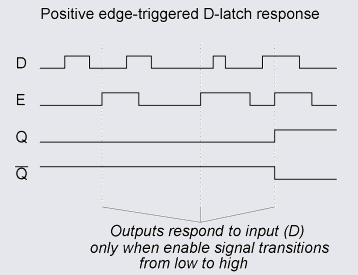 Positive edge-triggered D-latch response
D
E
Q
Q̅
Outputs respond to input (D)
only when enable signal transitions
from low to high